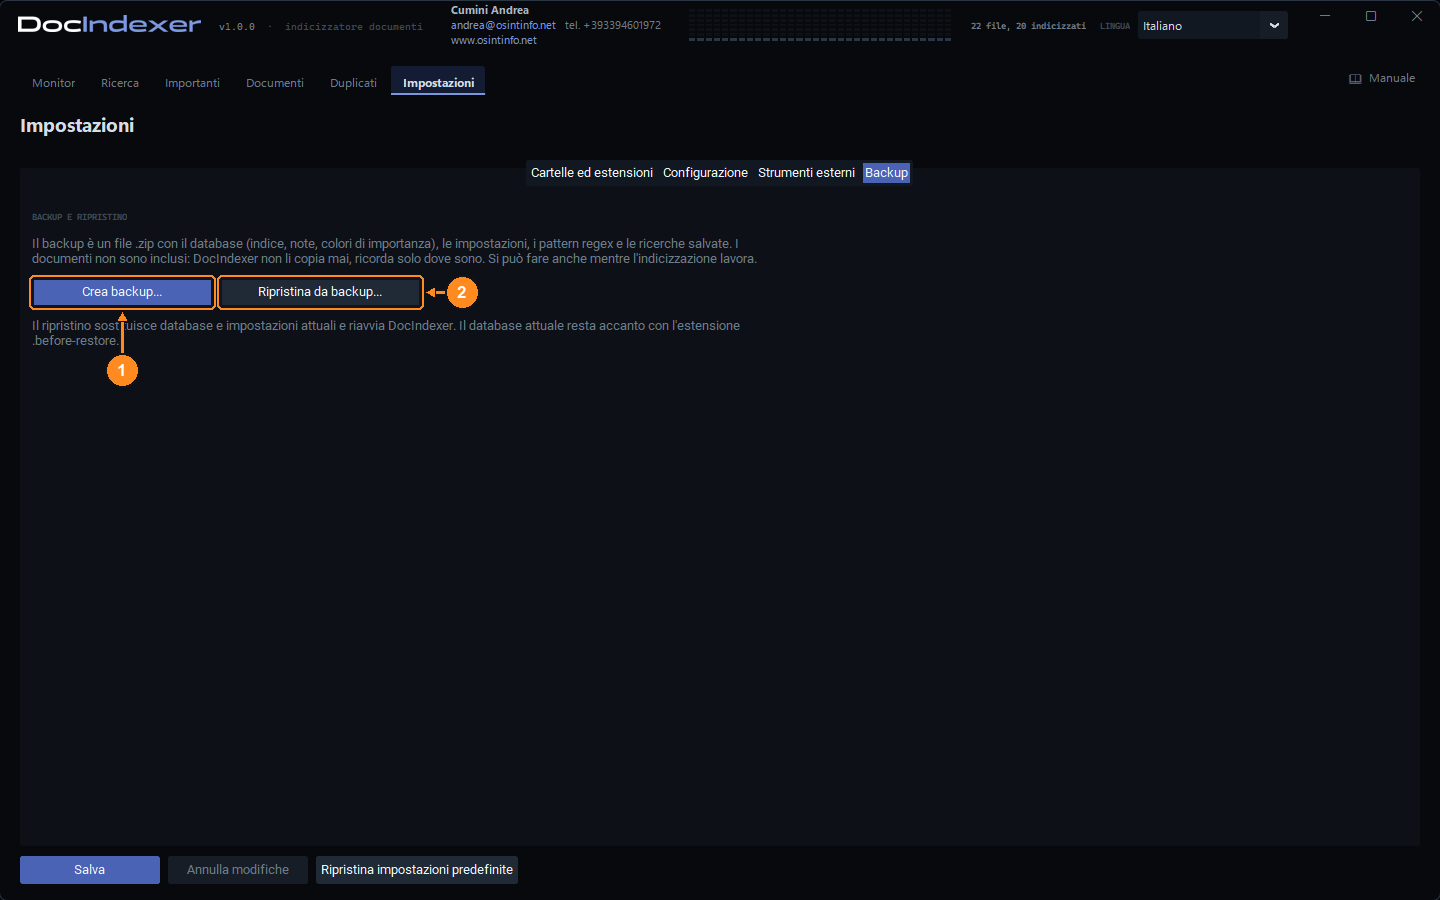 DocIndexer v1.0.0 · indicizzatore documenti
Cumini Andrea
andrea@osintinfo.net tel. +393394601972
www.osintinfo.net
22 file, 20 indicizzati LINGUA Italiano
Monitor Ricerca Importanti Documenti Duplicati Impostazioni Manuale
Impostazioni
Cartelle ed estensioni Configurazione Strumenti esterni Backup
BACKUP E RIPRISTINO
Il backup è un file .zip con il database (indice, note, colori di importanza), le impostazioni, i pattern regex e le ricerche salvate. I
documenti non sono inclusi: DocIndexer non li copia mai, ricorda solo dove sono. Si può fare anche mentre l'indicizzazione lavora.
Crea backup... Ripristina da backup... 2
Il ripristino sostituisce database e impostazioni attuali e riavvia DocIndexer. Il database attuale resta accanto con l'estensione
.before-restore.
1
Salva Annulla modifiche Ripristina impostazioni predefinite